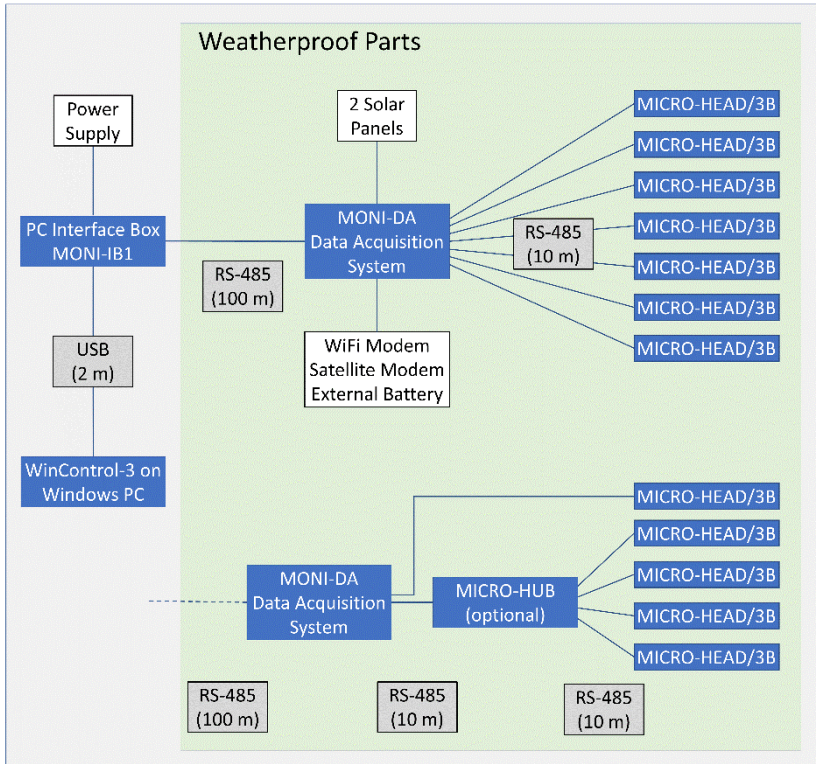 Weatherproof Parts
Power
Supply
2 Solar
Panels
MICRO-HEAD/3B
MICRO-HEAD/3B
MICRO-HEAD/3B
MICRO-HEAD/3B
MICRO-HEAD/3B
MICRO-HEAD/3B
MICRO-HEAD/3B
PC Interface Box
MONI-IB1
MONI-DA
Data Acquisition
System
RS-485
(10 m)
RS-485
(100 m)
USB
(2 m)
WiFi Modem
Satellite Modem
External Battery
WinControl-3 on
Windows PC
MICRO-HEAD/3B
MICRO-HEAD/3B
MICRO-HEAD/3B
MICRO-HEAD/3B
MICRO-HEAD/3B
MONI-DA
Data Acquisition
System
MICRO-HUB
(optional)
RS-485
(100 m)
RS-485
(10 m)
RS-485
(10 m)